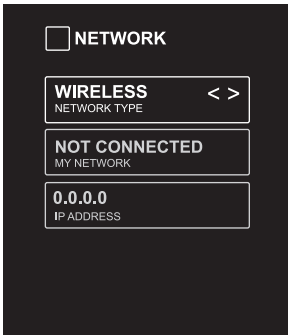 NETWORK
WIRELESS < >
NETWORK TYPE
NOT CONNECTED
MY NETWORK
0.0.0.0
IP ADDRESS